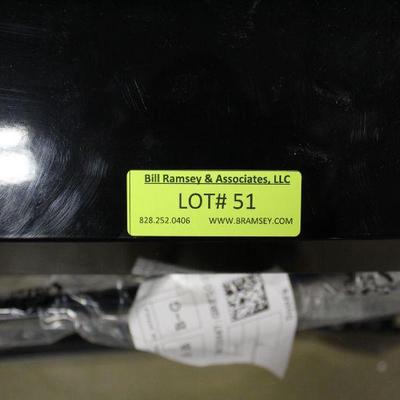 Bill Ramsey & Associates, LLC
LOT# 51
828.252.0406 WWW.BRAMSEY.COM